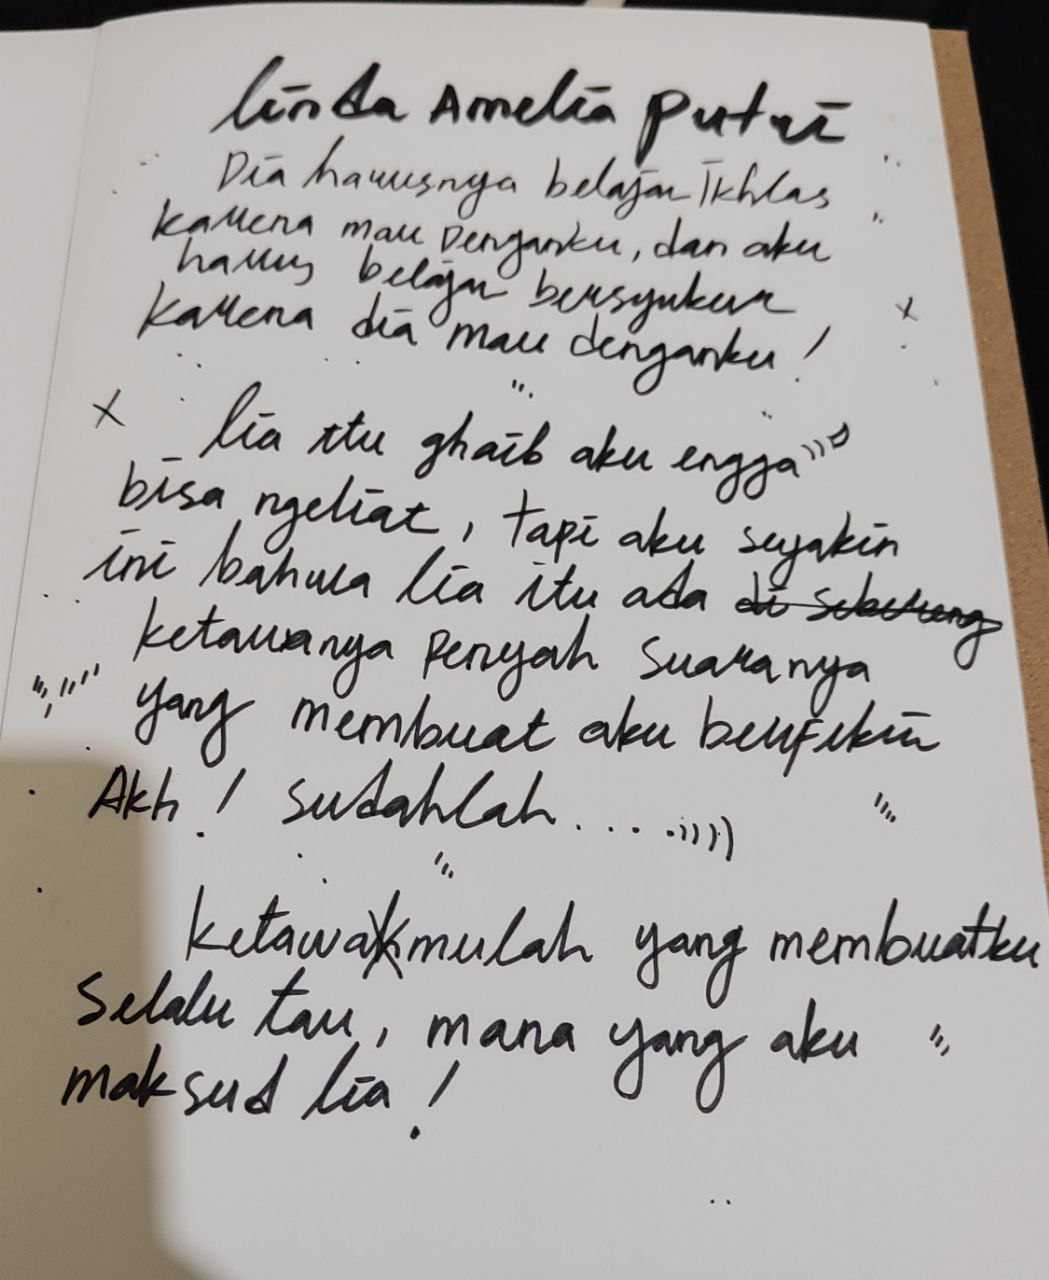 Linda Amelia Putri
Dia harusnya belajar Ikhlas
karena mau Denganku, dan aku
harus belajar bersyukur
karena dia mau denganku!
lia itu ghaib aku engga
bisa ngeliat, tapi aku seyakin
ini bahwa lia itu ada di seberang
ketawanya renyah suaranya
yang membuat aku berfikir
Akh! sudahlah.....))))
ketawakmulah yang membuatku
selalu tau, mana yang aku
maksud lia!